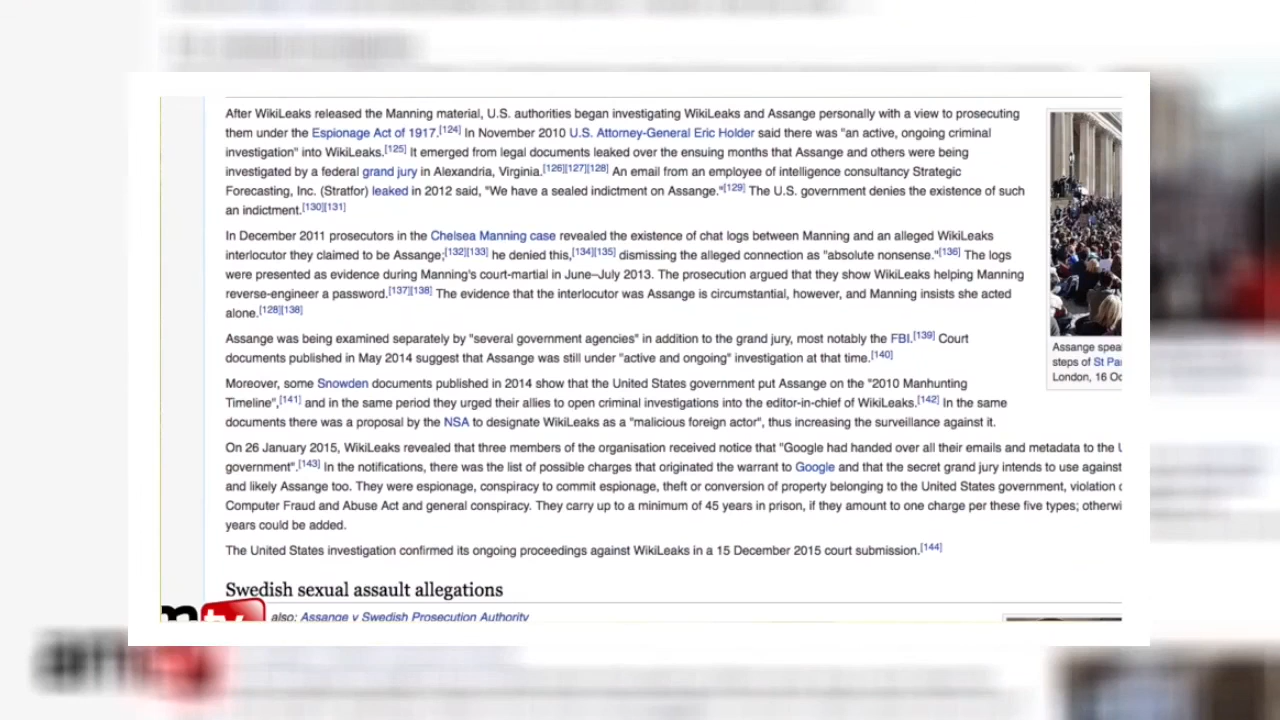 After WikiLeaks released the Manning material, U.S. authorities began investigating WikiLeaks and Assange personally with a view to prosecuting
them under the Espionage Act of 1917.[124] In November 2010 U.S. Attorney-General Eric Holder said there was "an active, ongoing criminal
investigation" into WikiLeaks.[125] It emerged from legal documents leaked over the ensuing months that Assange and others were being
investigated by a federal grand jury in Alexandria, Virginia.[126][127][128] An email from an employee of intelligence consultancy Strategic
Forecasting, Inc. (Stratfor) leaked in 2012 said, "We have a sealed indictment on Assange."[129] The U.S. government denies the existence of such
an indictment.[130][131]
In December 2011 prosecutors in the Chelsea Manning case revealed the existence of chat logs between Manning and an alleged WikiLeaks
interlocutor they claimed to be Assange;[132][133] he denied this,[134][135] dismissing the alleged connection as "absolute nonsense."[136] The logs
were presented as evidence during Manning's court-martial in June–July 2013. The prosecution argued that they show WikiLeaks helping Manning
reverse-engineer a password.[137][138] The evidence that the interlocutor was Assange is circumstantial, however, and Manning insists she acted
alone.[128][138]
Assange was being examined separately by "several government agencies" in addition to the grand jury, most notably the FBI.[139] Court
documents published in May 2014 suggest that Assange was still under "active and ongoing" investigation at that time.[140]
Moreover, some Snowden documents published in 2014 show that the United States government put Assange on the "2010 Manhunting
Timeline",[141] and in the same period they urged their allies to open criminal investigations into the editor-in-chief of WikiLeaks.[142] In the same
documents there was a proposal by the NSA to designate WikiLeaks as a "malicious foreign actor", thus increasing the surveillance against it.
On 26 January 2015, WikiLeaks revealed that three members of the organisation received notice that "Google had handed over all their emails and metadata to the
government".[143] In the notifications, there was the list of possible charges that originated the warrant to Google and that the secret grand jury intends to use against
and likely Assange too. They were espionage, conspiracy to commit espionage, theft or conversion of property belonging to the United States government, violation
Computer Fraud and Abuse Act and general conspiracy. They carry up to a minimum of 45 years in prison, if they amount to one charge per these five types; otherwi
years could be added.
The United States investigation confirmed its ongoing proceedings against WikiLeaks in a 15 December 2015 court submission.[144]
Assange spea
steps of St Pa
London, 16 Oc
Swedish sexual assault allegations
also: Assange v Swedish Prosecution Authority